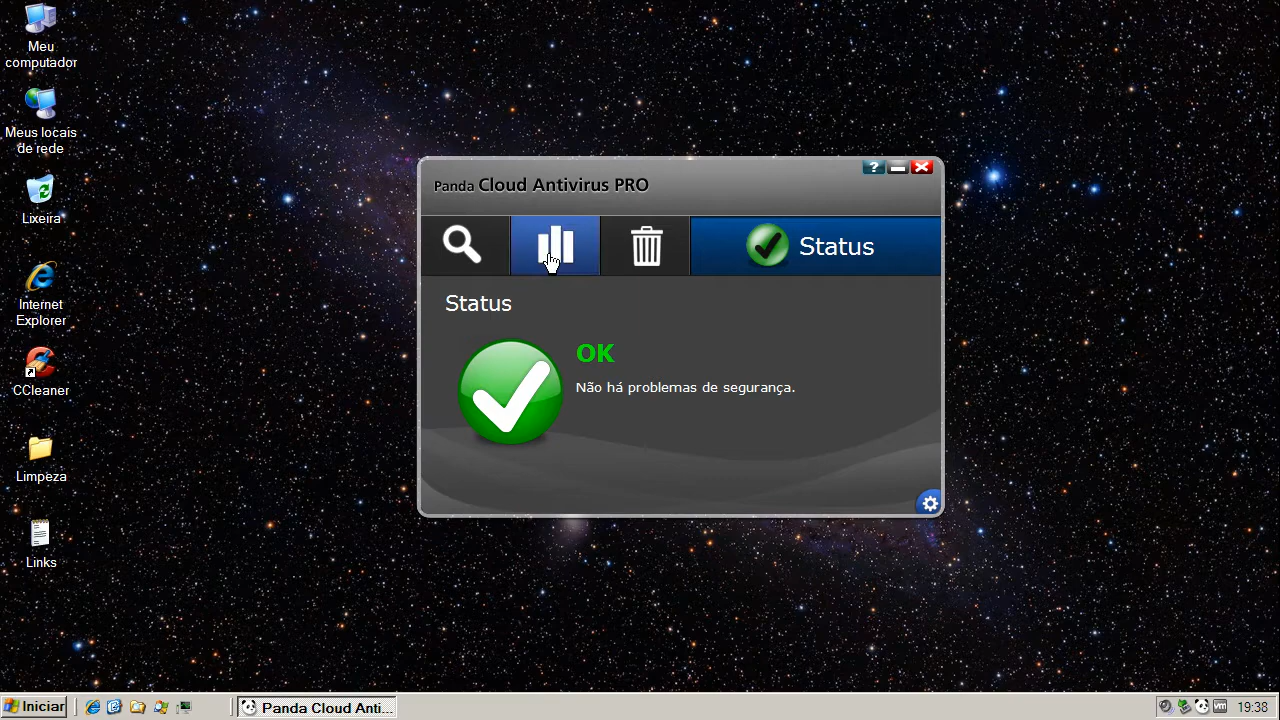 Meu
computador
Meus locais
de rede
Lixeira
Internet
Explorer
CCleaner
Limpeza
Links
Panda Cloud Antivirus PRO
?
Status
Status
OK
Não há problemas de segurança.
Iniciar
Panda Cloud Anti...
vm
19:38